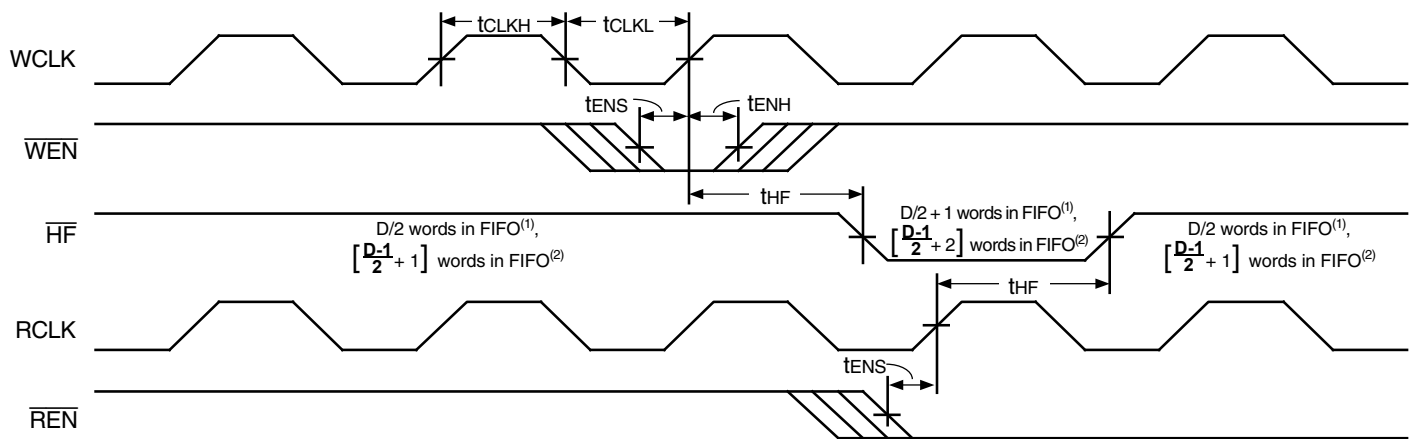 tCLKH
tCLKL
WCLK
tENS
tENH
WEN
tHF
HF
D/2 words in FIFO(1),
[D-1/2 + 1] words in FIFO(2)
D/2 + 1 words in FIFO(1),
[D-1/2 + 2] words in FIFO(2)
D/2 words in FIFO(1),
[D-1/2 + 1] words in FIFO(2)
tHF
RCLK
tENS
REN